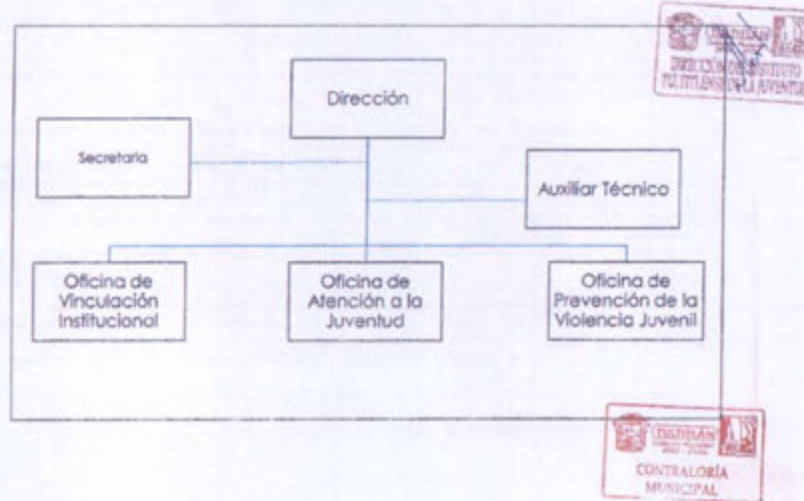 Dirección
Secretaria
Auxiliar Técnico
Oficina de
Vinculación
Institucional
Oficina de
Atención a la
Juventud
Oficina de
Prevención de la
Violencia Juvenil
CONTRALORÍA
MUNICIPAL